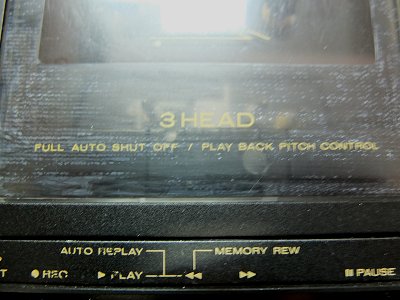 3 HEAD
FULL AUTO SHUT OFF / PLAY BACK PITCH CONTROL
AUTO REPLAY MEMORY REW
● REC ▶ PLAY ◀◀ ▶▶ ⏸ PAUSE